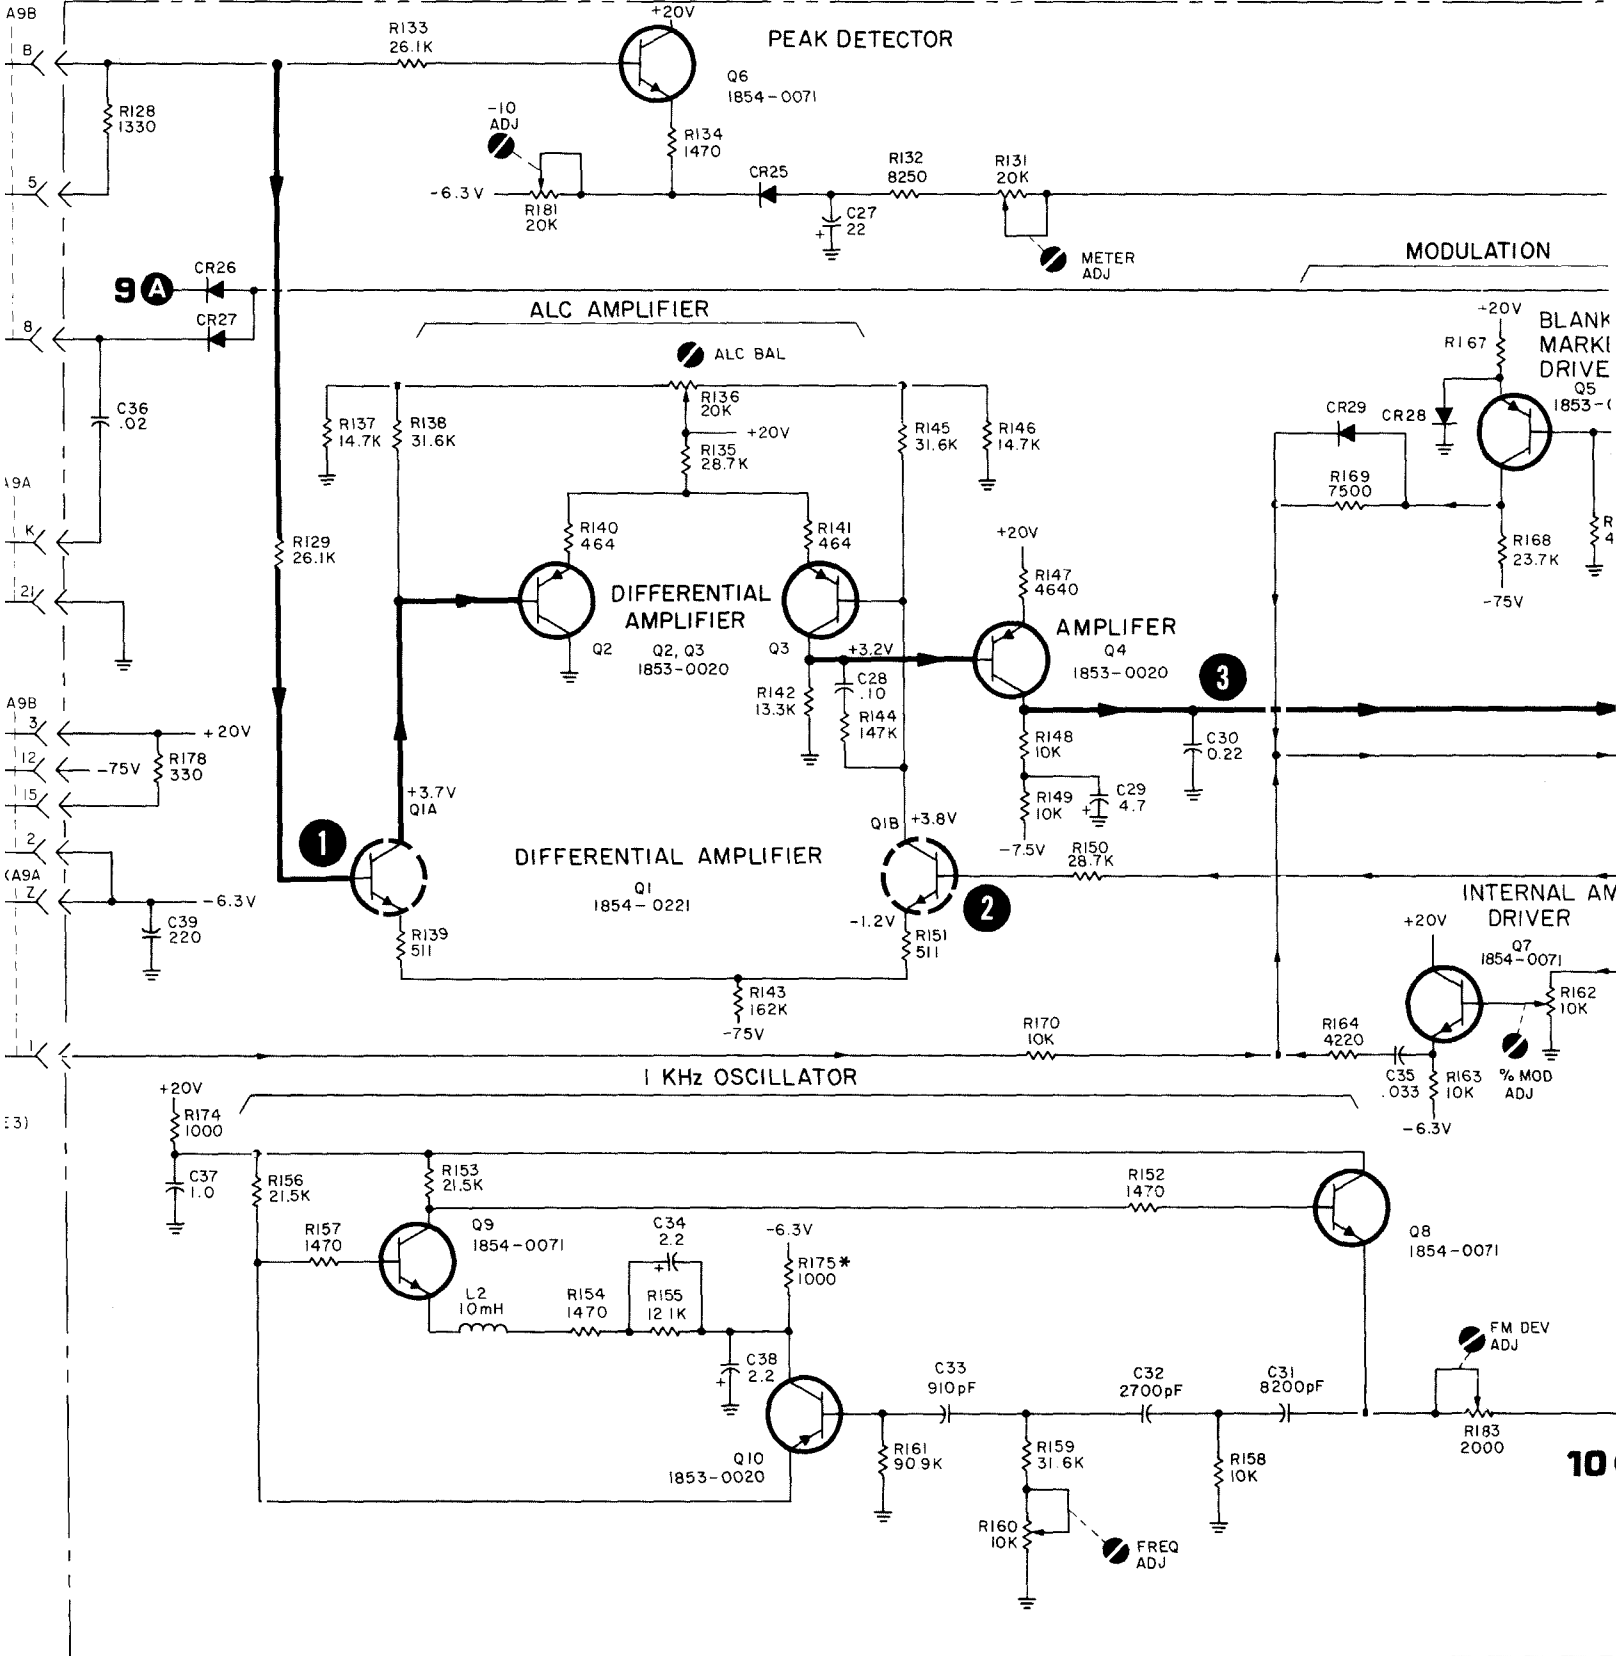 A9B
B
R133
26.1K
+20V
PEAK DETECTOR
Q6
1854-0071
R128
1330
-10
ADJ
R134
1470
5
-6.3V
R181
20K
CR25
C27
22
+
R132
8250
R131
20K
METER
ADJ
MODULATION
9 A
CR26
CR27
8
ALC AMPLIFIER
ALC BAL
+20V
R167
BLANK
MARKE
DRIVE
Q5
1853-0
C36
.02
R137
14.7K
R138
31.6K
R136
20K
+20V
R135
28.7K
R145
31.6K
R146
14.7K
CR29
CR28
R169
7500
R168
23.7K
-75V
R
4
A9A
K
21
R129
26.1K
R140
464
R141
464
+20V
R147
4640
DIFFERENTIAL
AMPLIFIER
Q2
Q2, Q3
1853-0020
Q3
+3.2V
AMPLIFER
Q4
1853-0020
3
C28
.10
R142
13.3K
R144
147K
R148
10K
C30
0.22
A9B
3
+20V
12
-75V
R178
330
15
2
XA9A
Z
-6.3V
C39
220
+3.7V
Q1A
1
DIFFERENTIAL AMPLIFIER
Q1
1854-0221
Q1B
+3.8V
R149
10K
+
C29
4.7
-7.5V
R150
28.7K
2
-1.2V
R139
511
R151
511
R143
162K
-75V
INTERNAL AM
DRIVER
+20V
Q7
1854-0071
R162
10K
1
R170
10K
R164
4220
C35
.033
R163
10K
% MOD
ADJ
-6.3V
1 KHz OSCILLATOR
E3)
+20V
R174
1000
C37
1.0
R156
21.5K
R153
21.5K
R152
1470
R157
1470
Q9
1854-0071
C34
2.2
+
-6.3V
R175*
1000
Q8
1854-0071
L2
10mH
R154
1470
R155
12.1K
C38
2.2
+
FM DEV
ADJ
C33
910pF
C32
2700pF
C31
8200pF
R183
2000
Q10
1853-0020
R161
90.9K
R159
31.6K
R158
10K
10
R160
10K
FREQ
ADJ